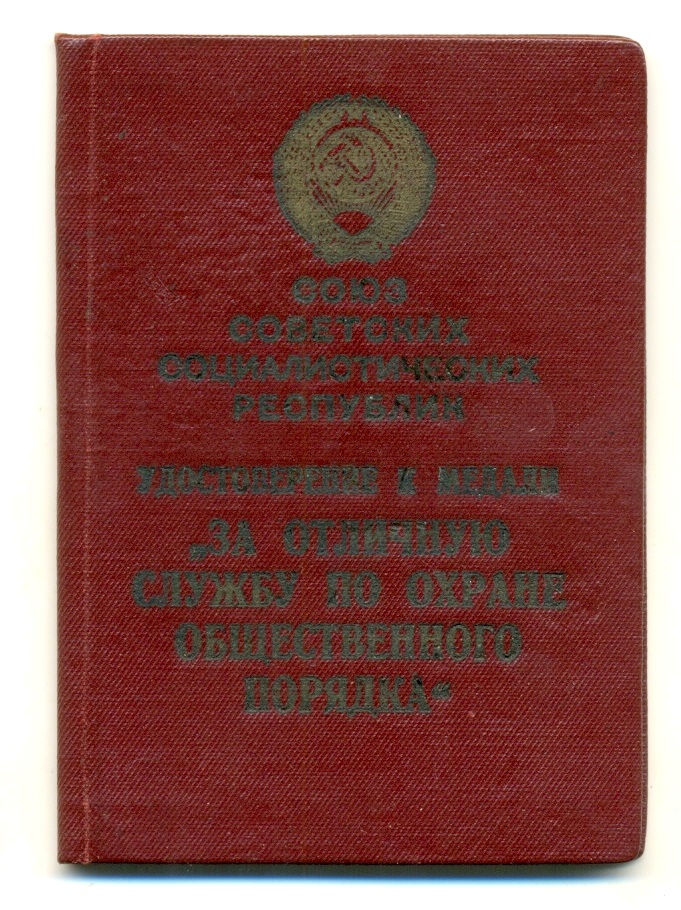 СОЮЗ
СОВЕТСКИХ
СОЦИАЛИСТИЧЕСКИХ
РЕСПУБЛИК
УДОСТОВЕРЕНИЕ К МЕДАЛИ
„ЗА ОТЛИЧНУЮ
СЛУЖБУ ПО ОХРАНЕ
ОБЩЕСТВЕННОГО
ПОРЯДКА“